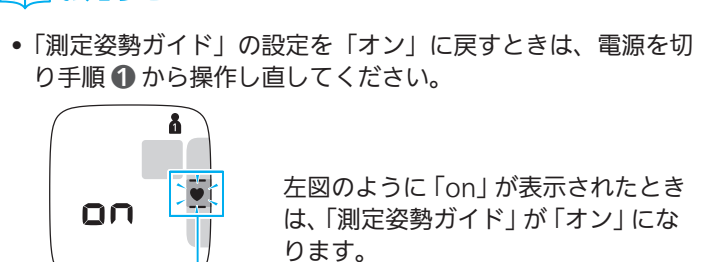 •「測定姿勢ガイド」の設定を「オン」に戻すときは、電源を切
り手順❶から操作し直してください。
1
on
左図のように「on」が表示されたとき
は、「測定姿勢ガイド」が「オン」にな
ります。